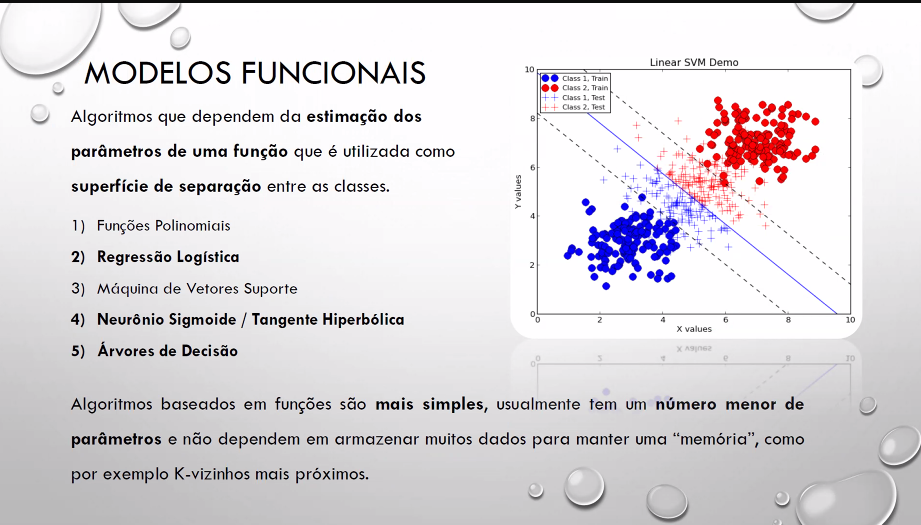 MODELOS FUNCIONAIS
Algoritmos que dependem da estimação dos
parâmetros de uma função que é utilizada como
superfície de separação entre as classes.
1) Funções Polinomiais
2) Regressão Logística
3) Máquina de Vetores Suporte
4) Neurônio Sigmoide / Tangente Hiperbólica
5) Árvores de Decisão
Linear SVM Demo
Class 1, Train
Class 2, Train
Class 1, Test
Class 2, Test
Y values
10
8
6
4
2
0
0 2 4 6 8 10
X values
Algoritmos baseados em funções são mais simples, usualmente tem um número menor de
parâmetros e não dependem em armazenar muitos dados para manter uma “memória”, como
por exemplo K-vizinhos mais próximos.